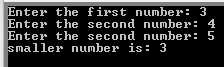 Enter the first number: 3
Enter the second number: 4
Enter the second number: 5
smaller number is: 3